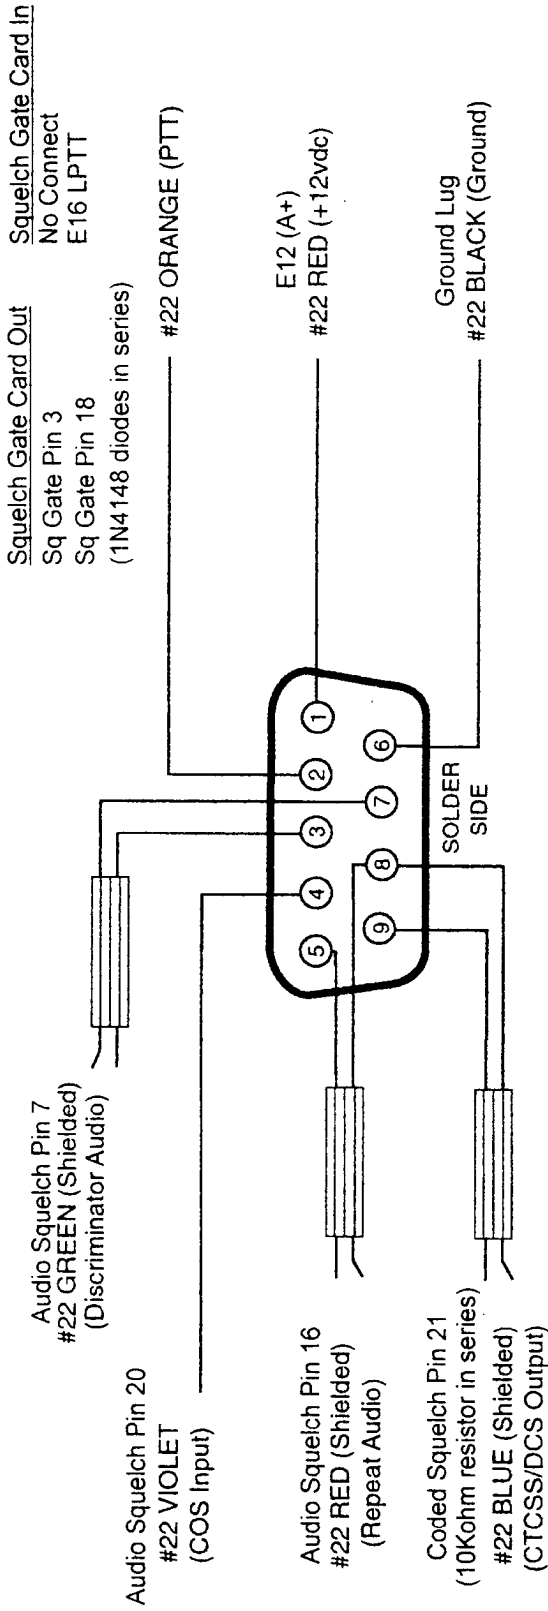 Squelch Gate Card Out
Sq Gate Pin 3
Sq Gate Pin 18
(1N4148 diodes in series)
Squelch Gate Card In
No Connect
E16 LPTT
#22 ORANGE (PTT)
E12 (A+)
#22 RED (+12vdc)
Ground Lug
#22 BLACK (Ground)
Audio Squelch Pin 7
#22 GREEN (Shielded)
(Discriminator Audio)
Audio Squelch Pin 20
#22 VIOLET
(COS Input)
Audio Squelch Pin 16
#22 RED (Shielded)
(Repeat Audio)
Coded Squelch Pin 21
(10Kohm resistor in series)
#22 BLUE (Shielded)
(CTCSS/DCS Output)
5 4 3 2 1
9 8 7 6
SOLDER
SIDE